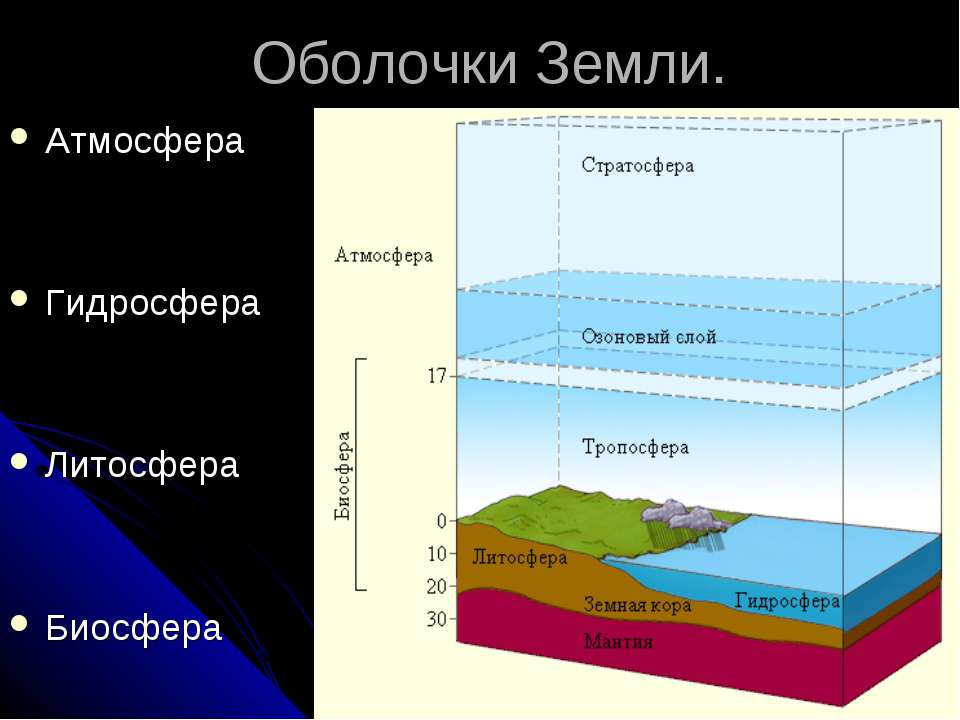 Оболочки Земли.
Атмосфера
Гидросфера
Литосфера
Биосфера
Стратосфера
Атмосфера
Озоновый слой
17
Тропосфера
Биосфера
0
10
Литосфера
20
Земная кора
Гидросфера
30
Мантия